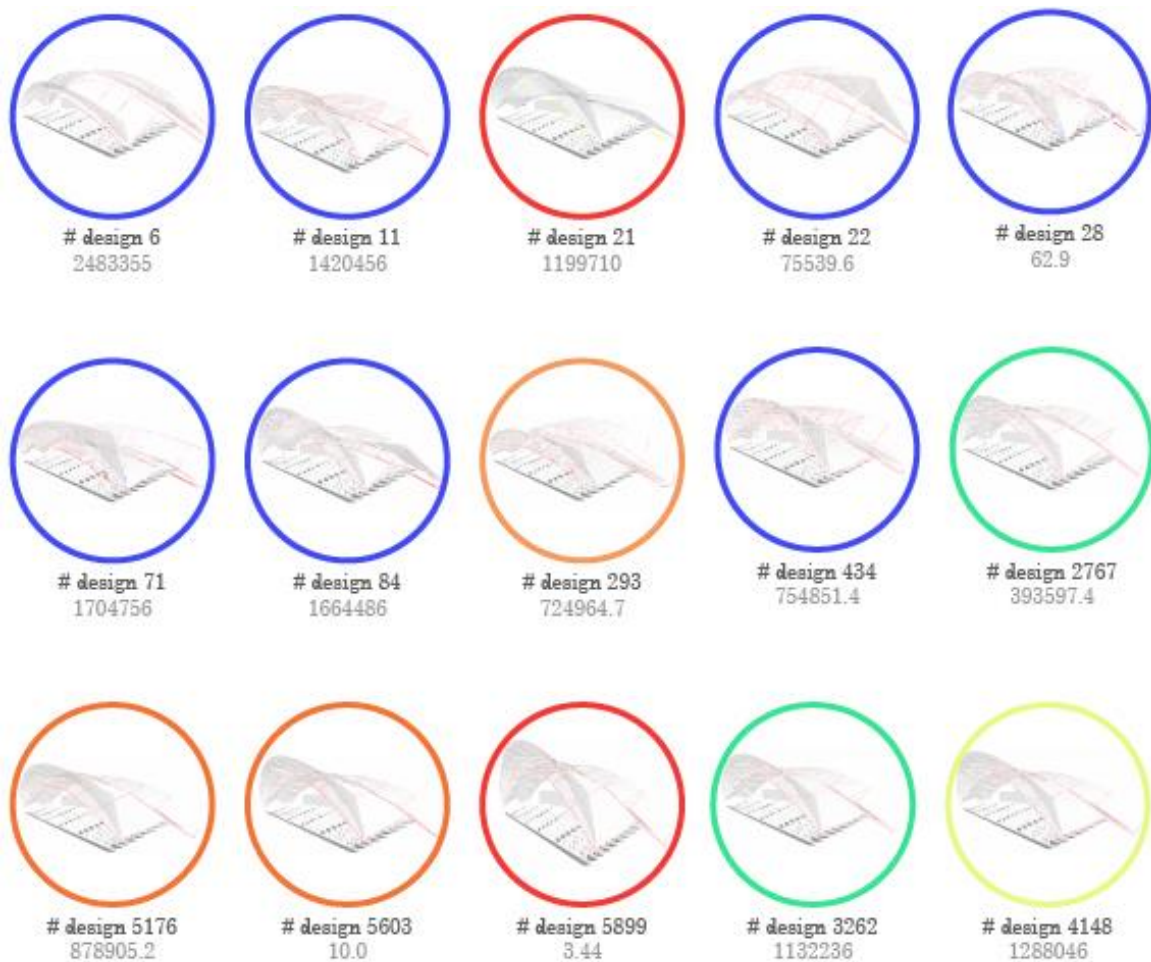 # design 6
2483355
# design 11
1420456
# design 21
1199710
# design 22
75539.6
# design 28
62.9
# design 71
1704756
# design 84
1664486
# design 293
724964.7
# design 434
754851.4
# design 2767
393597.4
# design 5176
878905.2
# design 5603
10.0
# design 5899
3.44
# design 3262
1132236
# design 4148
1288046